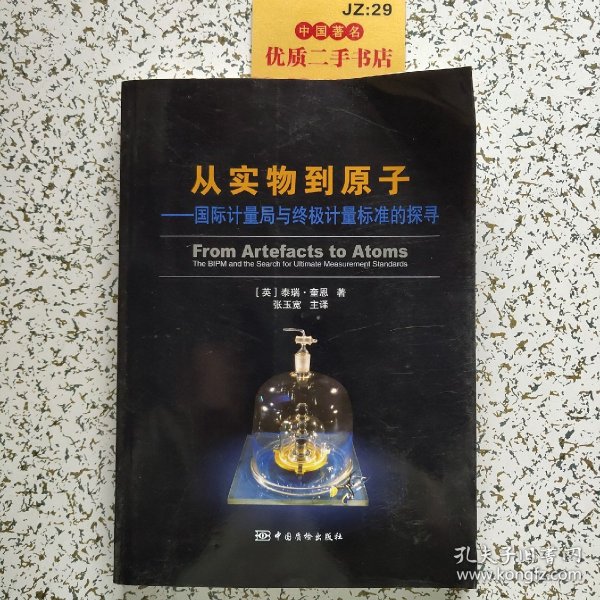 JZ:29
中国著名
优质二手书店
从实物到原子
——国际计量局与终极计量标准的探寻
From Artefacts to Atoms
The BIPM and the Search for Ultimate Measurement Standards
［英］泰瑞·奎恩 著
张玉宽 主译
中国质检出版社
孔夫子旧书网
www.kongfz.com